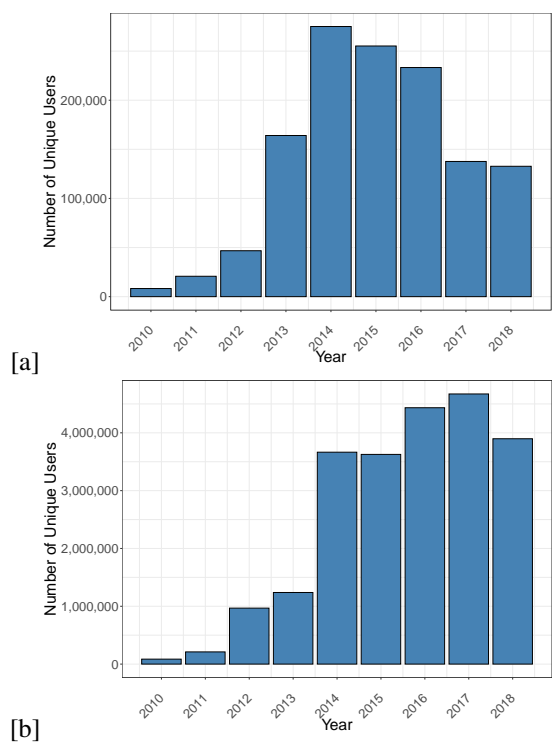 Number of Unique Users
200,000
100,000
0
2010 2011 2012 2013 2014 2015 2016 2017 2018
Year
[a]
Number of Unique Users
4,000,000
3,000,000
2,000,000
1,000,000
0
2010 2011 2012 2013 2014 2015 2016 2017 2018
Year
[b]